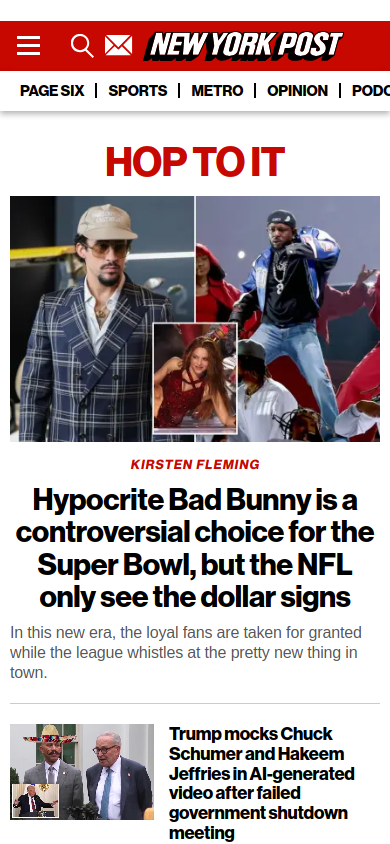 NEW YORK POST
PAGE SIX
SPORTS
METRO
OPINION
PODC
HOP TO IT
KIRSTEN FLEMING
Hypocrite Bad Bunny is a
controversial choice for the
Super Bowl, but the NFL
only see the dollar signs
In this new era, the loyal fans are taken for granted
while the league whistles at the pretty new thing in
town.
Trump mocks Chuck
Schumer and Hakeem
Jeffries in AI-generated
video after failed
government shutdown
meeting